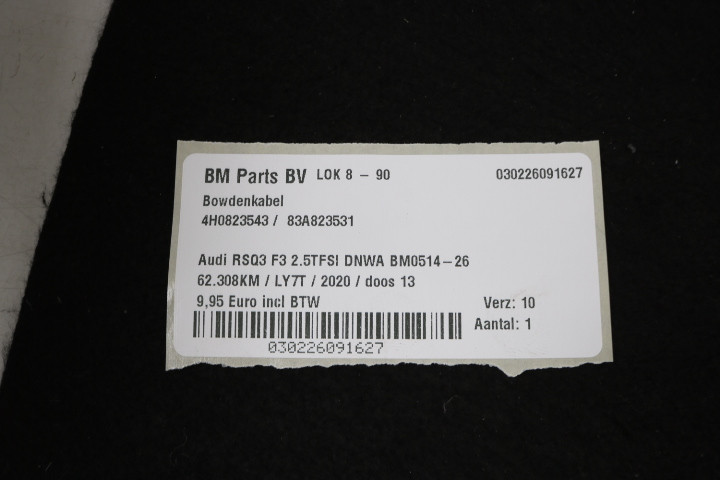 BM Parts BV LOK 8 - 90 030226091627
Bowdenkabel
4H0823543 / 83A823531
Audi RSQ3 F3 2.5TFSI DNWA BM0514-26
62.308KM / LY7T / 2020 / doos 13
9,95 Euro incl BTW Verz: 10
Aantal: 1
030226091627